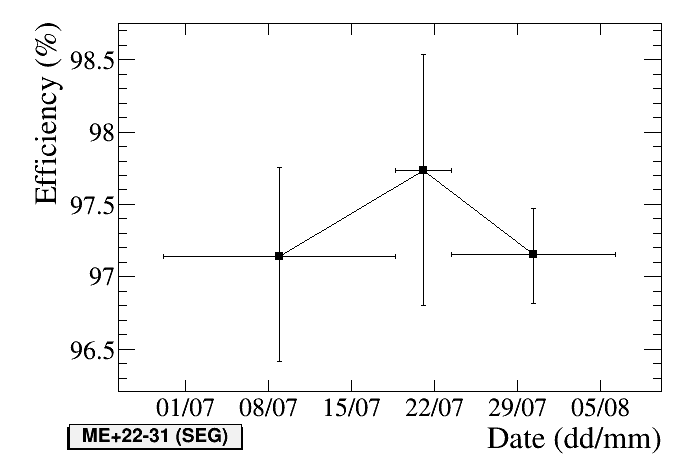 Efficiency (%)
98.5
98
97.5
97
96.5
01/07 08/07 15/07 22/07 29/07 05/08
Date (dd/mm)
ME+22-31 (SEG)